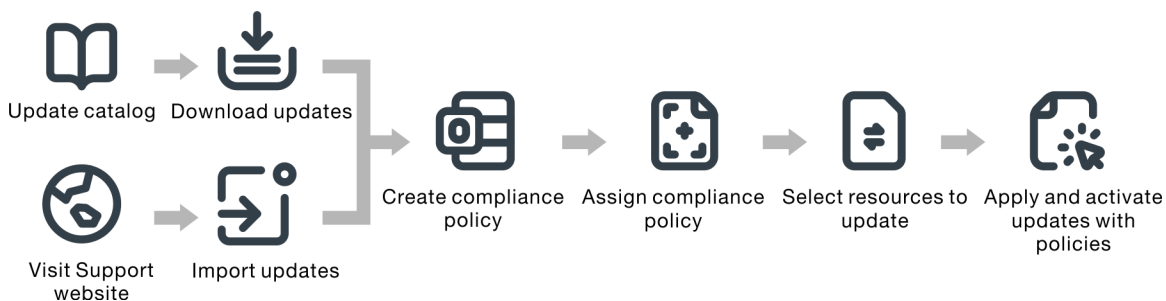 Update catalog
Download updates
Visit Support
website
Import updates
Create compliance
policy
Assign compliance
policy
Select resources to
update
Apply and activate
updates with
policies